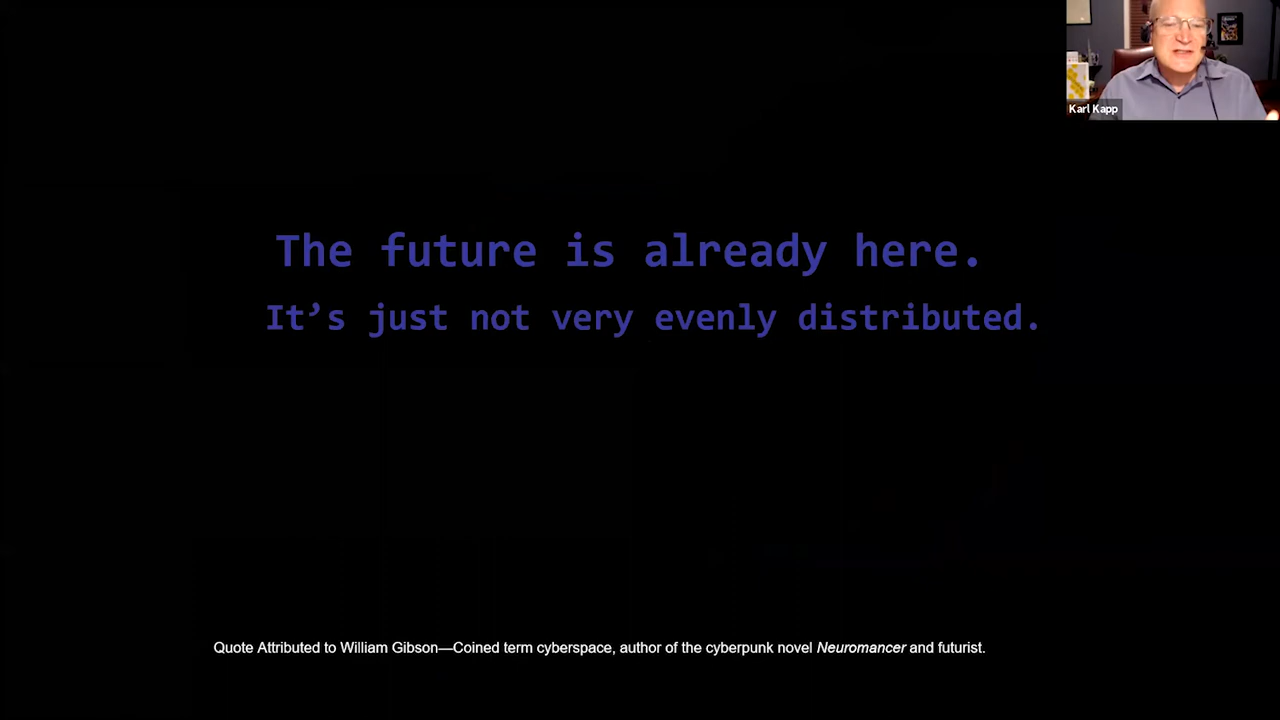 Karl Kapp
The future is already here.
It’s just not very evenly distributed.
Quote Attributed to William Gibson—Coined term cyberspace, author of the cyberpunk novel Neuromancer and futurist.